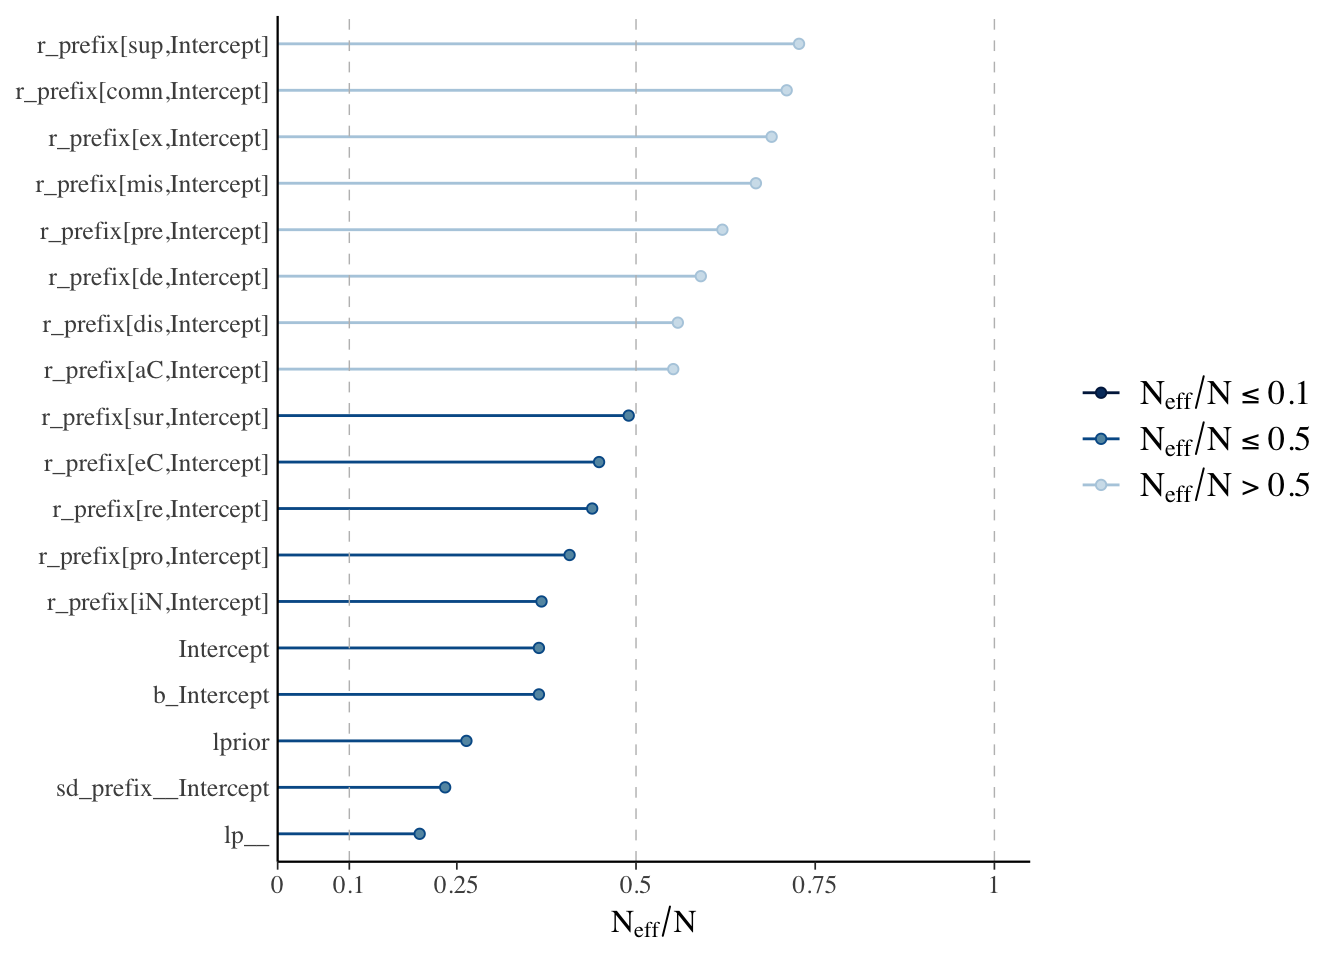 r_prefix[sup,Intercept]
r_prefix[comn,Intercept]
r_prefix[ex,Intercept]
r_prefix[mis,Intercept]
r_prefix[pre,Intercept]
r_prefix[de,Intercept]
r_prefix[dis,Intercept]
r_prefix[aC,Intercept]
r_prefix[sur,Intercept]
r_prefix[eC,Intercept]
r_prefix[re,Intercept]
r_prefix[pro,Intercept]
r_prefix[iN,Intercept]
Intercept
b_Intercept
lprior
sd_prefix__Intercept
lp__
0 0.1 0.25 0.5 0.75 1
Neff/N
Neff/N ≤ 0.1
Neff/N ≤ 0.5
Neff/N > 0.5